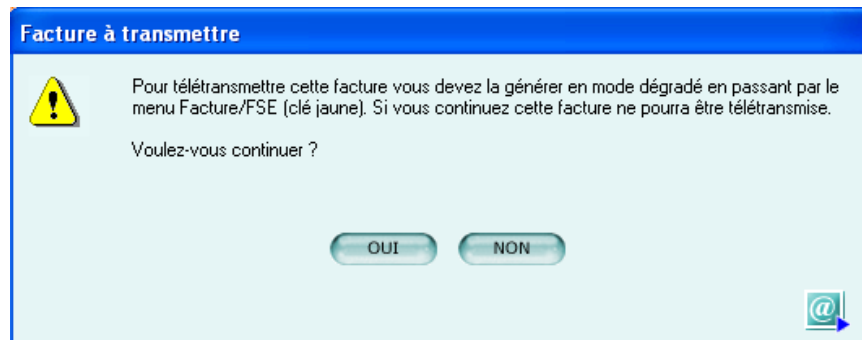 Facture à transmettre
Pour télétransmettre cette facture vous devez la générer en mode dégradé en passant par le
menu Facture/FSE (clé jaune). Si vous continuez cette facture ne pourra être télétransmise.
Voulez-vous continuer ?
OUI NON
@